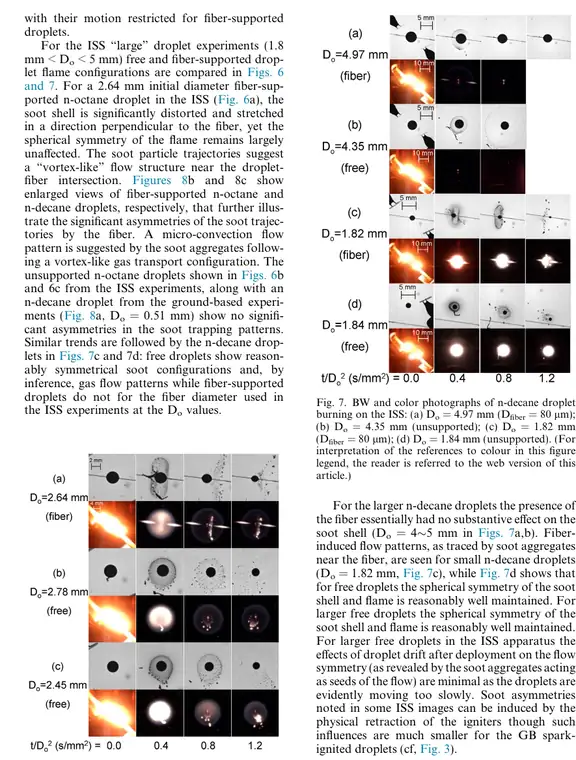 with their motion restricted for fiber-supported
droplets.
For the ISS “large” droplet experiments (1.8
mm < Do < 5 mm) free and fiber-supported drop-
let flame configurations are compared in Figs. 6
and 7. For a 2.64 mm initial diameter fiber-sup-
ported n-octane droplet in the ISS (Fig. 6a), the
soot shell is significantly distorted and stretched
in a direction perpendicular to the fiber, yet the
spherical symmetry of the flame remains largely
unaffected. The soot particle trajectories suggest
a “vortex-like” flow structure near the droplet-
fiber intersection. Figures 8b and 8c show
enlarged views of fiber-supported n-octane and
n-decane droplets, respectively, that further illus-
trate the significant asymmetries of the soot trajec-
tories by the fiber. A micro-convection flow
pattern is suggested by the soot aggregates follow-
ing a vortex-like gas transport configuration. The
unsupported n-octane droplets shown in Figs. 6b
and 6c from the ISS experiments, along with an
n-decane droplet from the ground-based experi-
ments (Fig. 8a, Do = 0.51 mm) show no signifi-
cant asymmetries in the soot trapping patterns.
Similar trends are followed by the n-decane drop-
lets in Figs. 7c and 7d: free droplets show reason-
ably symmetrical soot configurations and, by
inference, gas flow patterns while fiber-supported
droplets do not for the fiber diameter used in
the ISS experiments at the Do values.
2 mm
(a)
Do=2.64 mm
(fiber)
4 mm
(b)
Do=2.78 mm
(free)
(c)
Do=2.45 mm
(free)
t/Do² (s/mm²) = 0.0 0.4 0.8 1.2
5 mm
(a)
Do=4.97 mm
(fiber)
10 mm
5 mm
(b)
Do=4.35 mm
(free)
5 mm
(c)
Do=1.82 mm
(fiber)
10 mm
5 mm
(d)
Do=1.84 mm
(free)
10 mm
t/Do² (s/mm²) = 0.0 0.4 0.8 1.2
Fig. 7. BW and color photographs of n-decane droplet
burning on the ISS: (a) Do = 4.97 mm (Dfiber = 80 μm);
(b) Do = 4.35 mm (unsupported); (c) Do = 1.82 mm
(Dfiber = 80 μm); (d) Do = 1.84 mm (unsupported). (For
interpretation of the references to colour in this figure
legend, the reader is referred to the web version of this
article.)
For the larger n-decane droplets the presence of
the fiber essentially had no substantive effect on the
soot shell (Do = 4~5 mm in Figs. 7a,b). Fiber-
induced flow patterns, as traced by soot aggregates
near the fiber, are seen for small n-decane droplets
(Do = 1.82 mm, Fig. 7c), while Fig. 7d shows that
for free droplets the spherical symmetry of the soot
shell and flame is reasonably well maintained. For
larger free droplets the spherical symmetry of the
soot shell and flame is reasonably well maintained.
For larger free droplets in the ISS apparatus the
effects of droplet drift after deployment on the flow
symmetry (as revealed by the soot aggregates acting
as seeds of the flow) are minimal as the droplets are
evidently moving too slowly. Soot asymmetries
noted in some ISS images can be induced by the
physical retraction of the igniters though such
influences are much smaller for the GB spark-
ignited droplets (cf, Fig. 3).